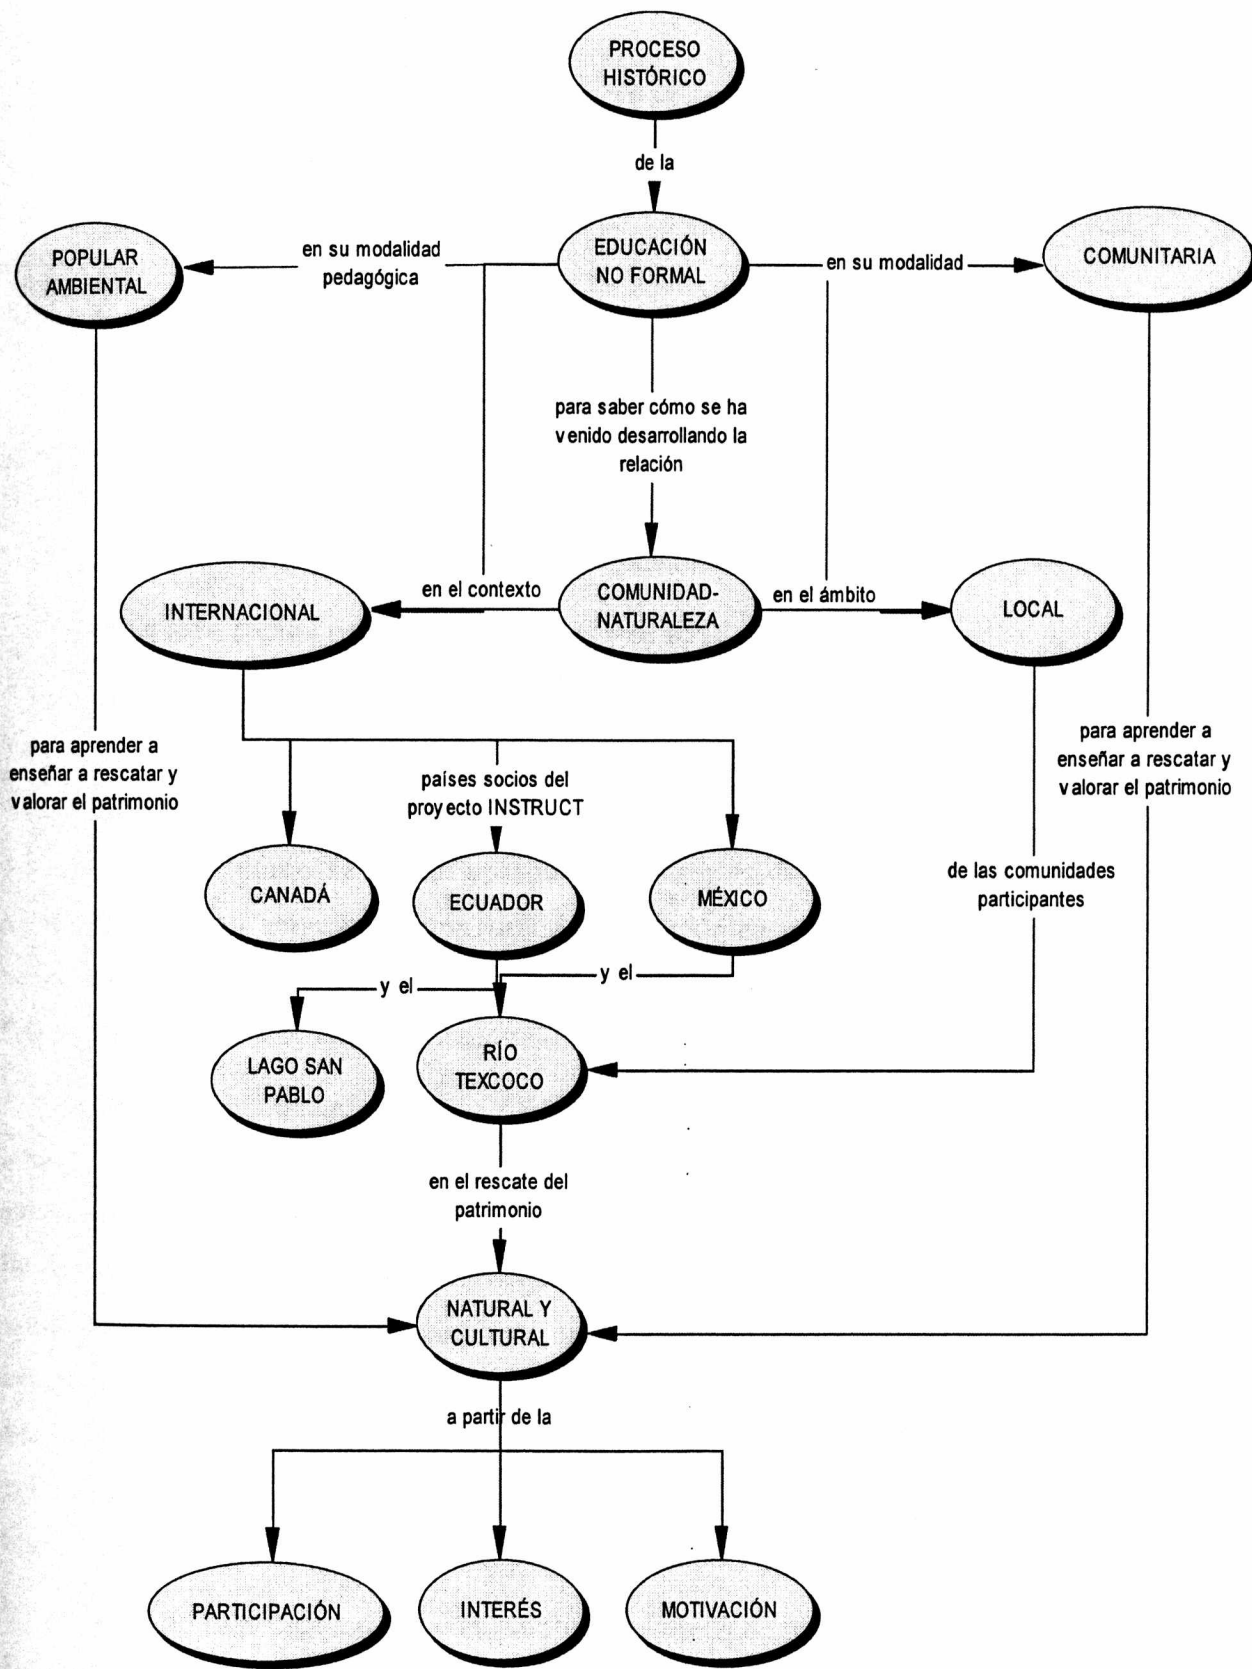 PROCESO
HISTÓRICO
de la
POPULAR
AMBIENTAL
en su modalidad
pedagógica
EDUCACIÓN
NO FORMAL
en su modalidad
COMUNITARIA
para saber cómo se ha
venido desarrollando la
relación
INTERNACIONAL
en el contexto
COMUNIDAD-
NATURALEZA
en el ámbito
LOCAL
para aprender a
enseñar a rescatar y
valorar el patrimonio
países socios del
proyecto INSTRUCT
para aprender a
enseñar a rescatar y
valorar el patrimonio
CANADÁ
ECUADOR
MÉXICO
de las comunidades
participantes
y el
y el
LAGO SAN
PABLO
RÍO
TEXCOCO
en el rescate del
patrimonio
NATURAL Y
CULTURAL
a partir de la
PARTICIPACIÓN
INTERÉS
MOTIVACIÓN